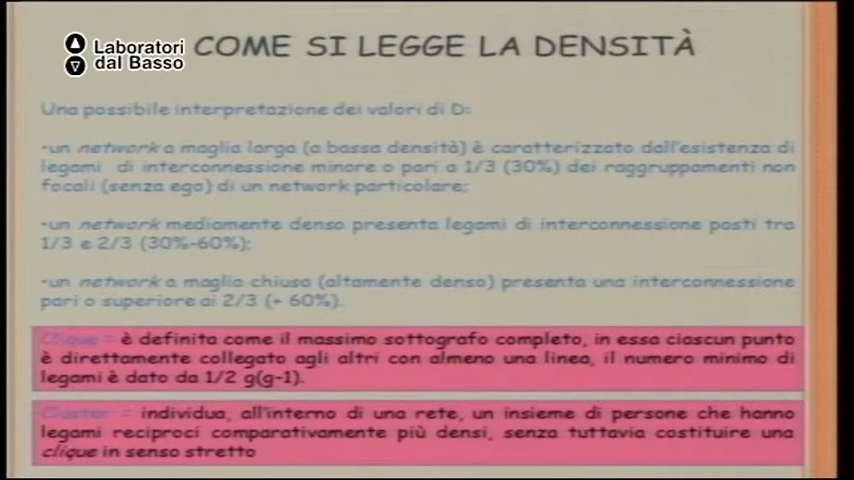 Laboratori
dal Basso
COME SI LEGGE LA DENSITÀ
Una possibile interpretazione dei valori di D:
•un network a maglia larga (a bassa densità) è caratterizzato dall'esistenza di
legami di interconnessione minore o pari a 1/3 (30%) dei raggruppamenti non
focali (senza ego) di un network particolare;
•un network mediamente denso presenta legami di interconnessione posti tra
1/3 e 2/3 (30%-60%);
•un network a maglia chiusa (altamente denso) presenta una interconnessione
pari o superiore ai 2/3 (+ 60%).
Clique = è definita come il massimo sottografo completo, in essa ciascun punto
è direttamente collegato agli altri con almeno una linea, il numero minimo di
legami è dato da 1/2 g(g-1).
Cluster = individua, all'interno di una rete, un insieme di persone che hanno
legami reciproci comparativamente più densi, senza tuttavia costituire una
clique in senso stretto